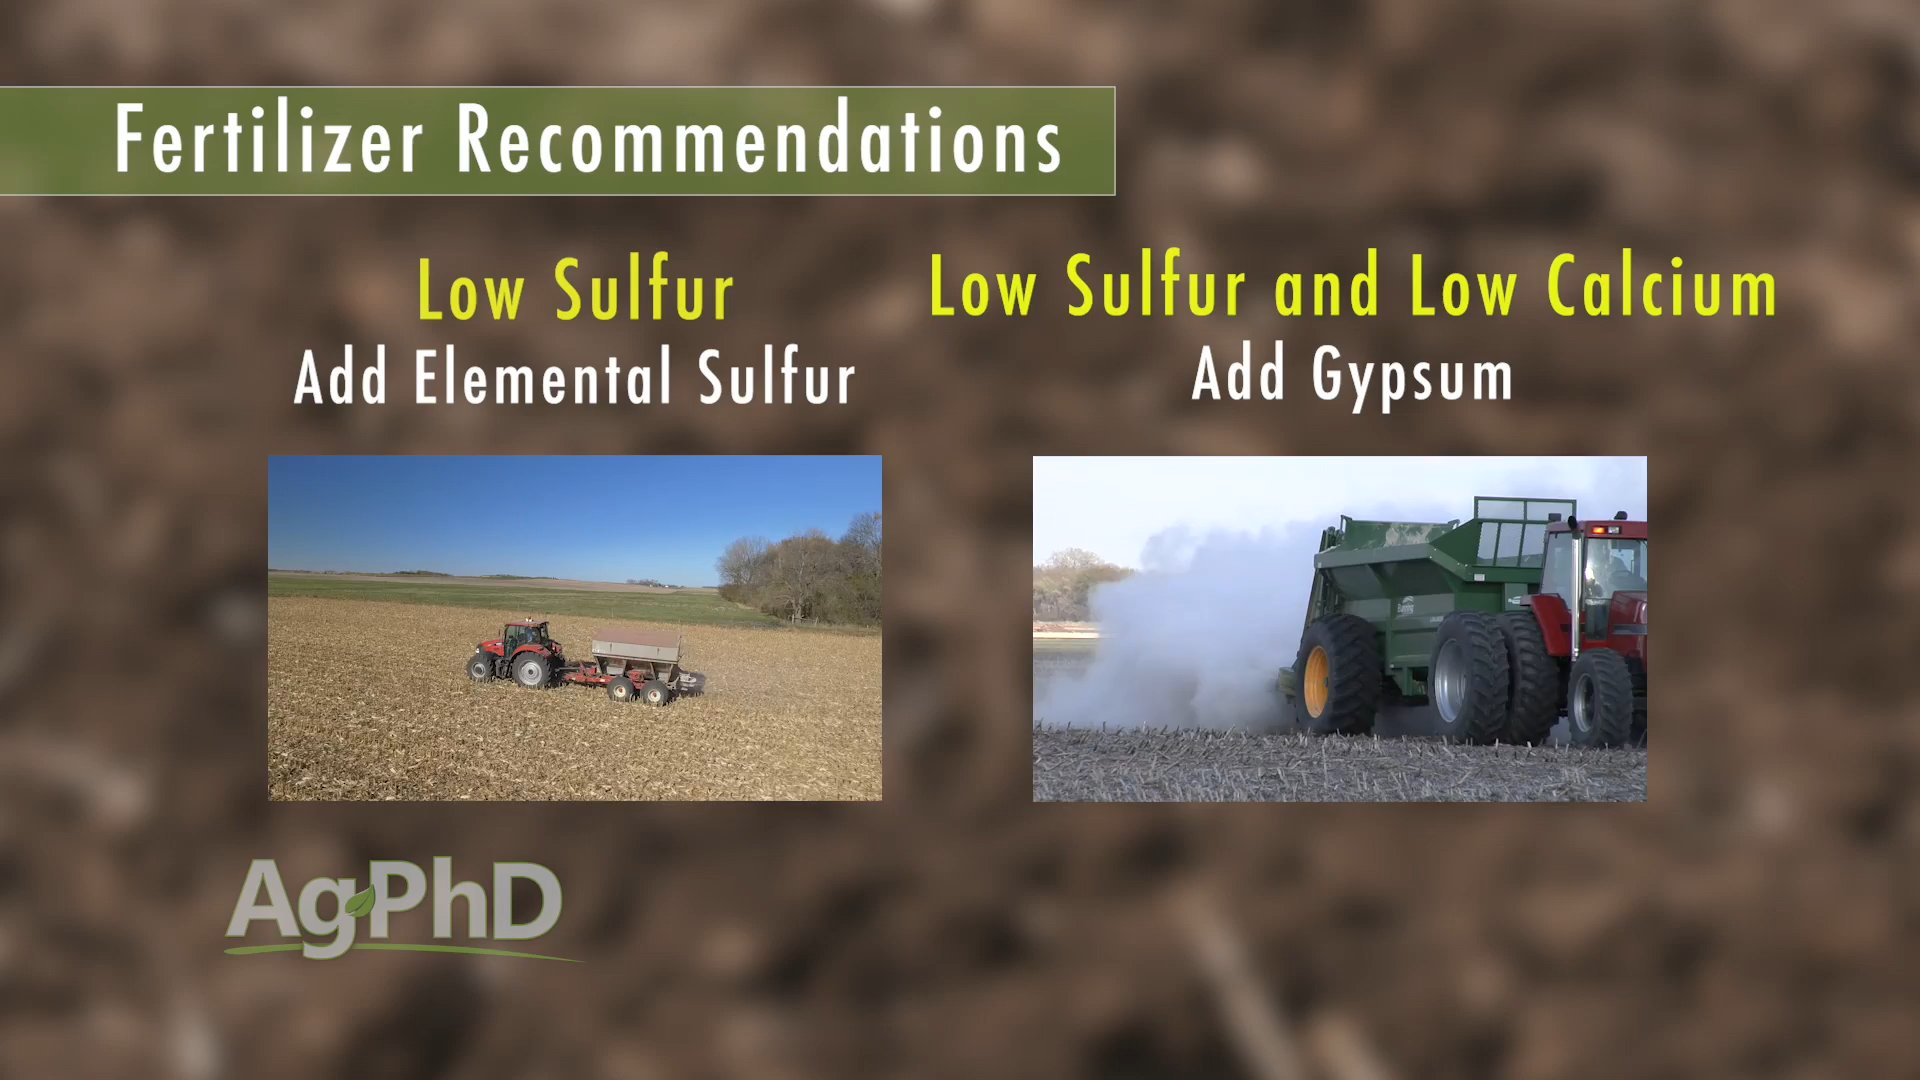 Fertilizer Recommendations
Low Sulfur
Add Elemental Sulfur
Low Sulfur and Low Calcium
Add Gypsum
AgPhD